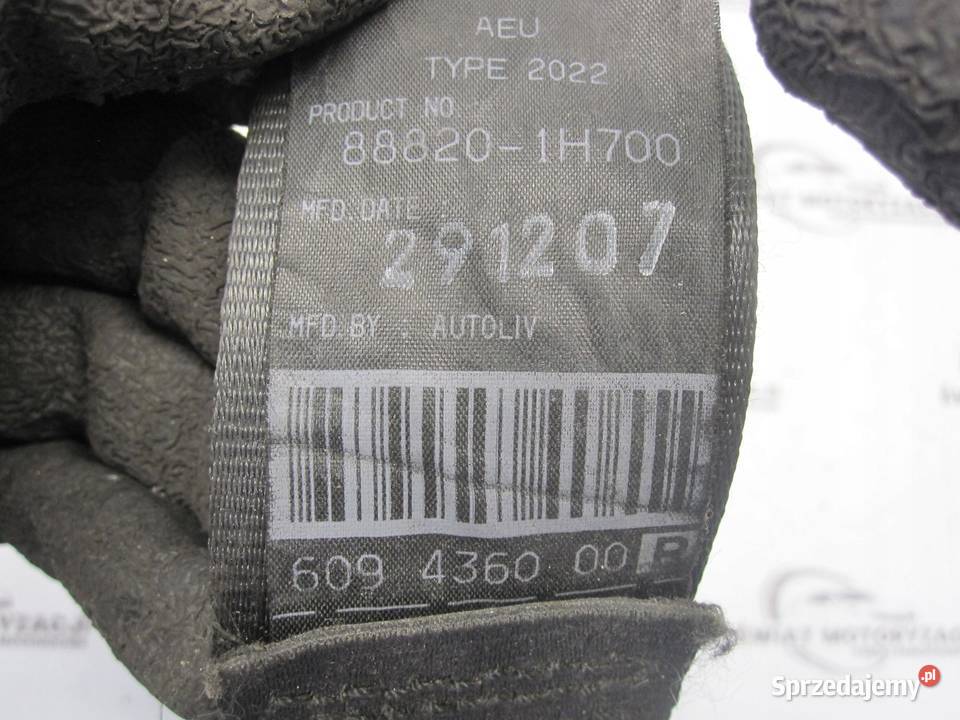 AEU
TYPE 2022
PRODUCT NO
88820-1H700
MFD. DATE
291207
MFD. BY : AUTOLIV
609 4360 00 P
Sprzedajemy.pl